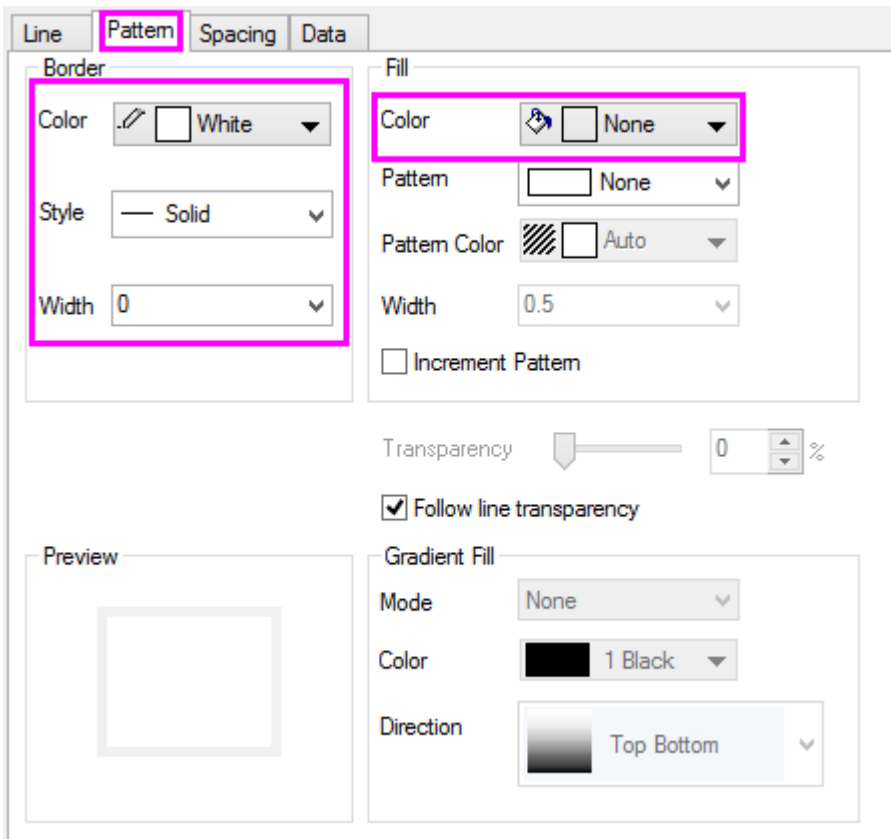 Line Pattern Spacing Data
Border
Color White
Style Solid
Width 0
Fill
Color None
Pattern None
Pattern Color Auto
Width 0.5
Increment Pattern
Transparency 0 %
Follow line transparency
Preview
Gradient Fill
Mode None
Color 1 Black
Direction Top Bottom